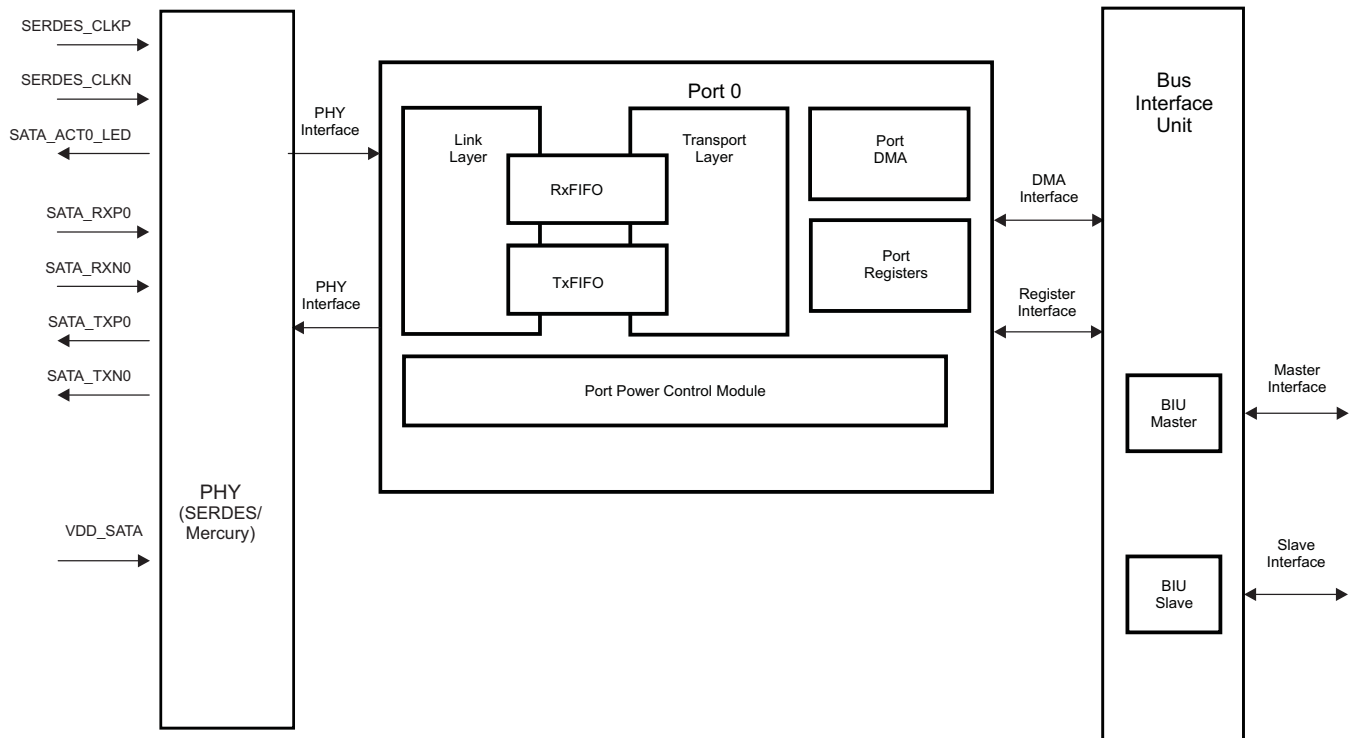 SERDES_CLKP
SERDES_CLKN
SATA_ACT0_LED
SATA_RXP0
SATA_RXN0
SATA_TXP0
SATA_TXN0
VDD_SATA
PHY
(SERDES/
Mercury)
PHY
Interface
PHY
Interface
Port 0
Link
Layer
Transport
Layer
RxFIFO
TxFIFO
Port
DMA
Port
Registers
Port Power Control Module
DMA
Interface
Register
Interface
Bus
Interface
Unit
BIU
Master
BIU
Slave
Master
Interface
Slave
Interface